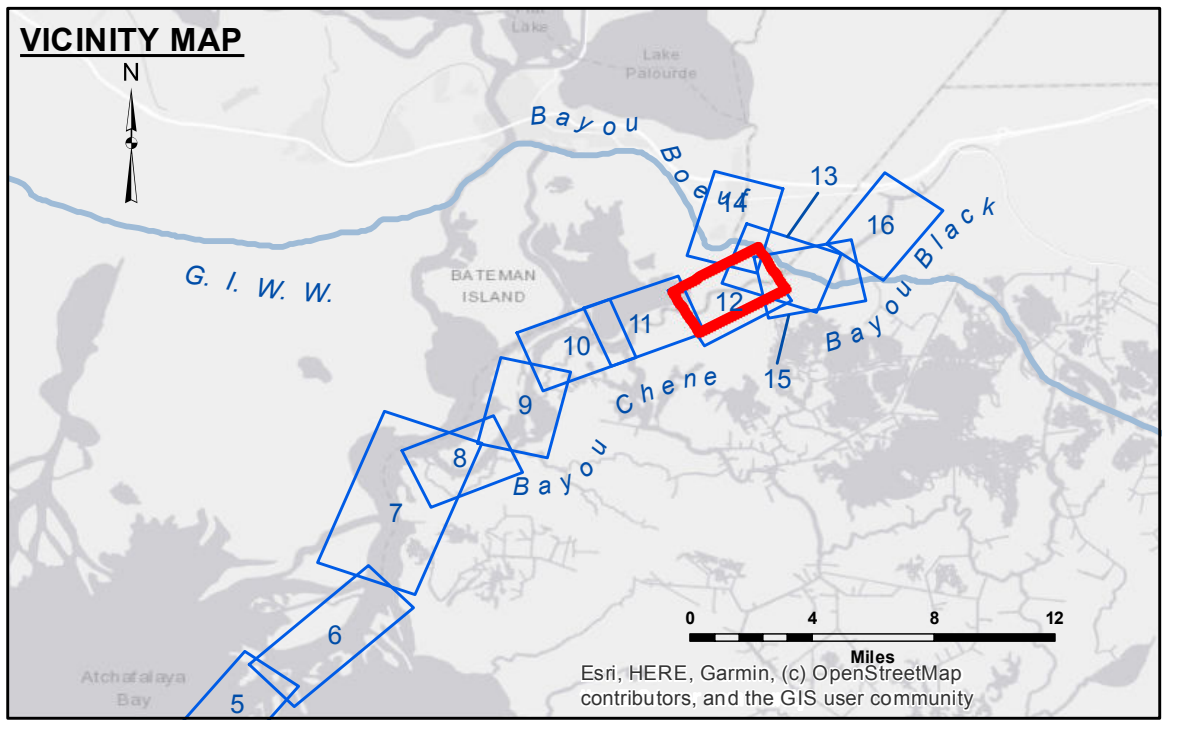 VICINITY MAP
N
Flat
Lake
Lake
Palourde
Bayou
Boeuf
13
14
16
Bayou Black
G. I. W. W.
BATEMAN
ISLAND
12
11
10
15
Bayou Chene
9
8
7
6
5
Atchafalaya
Bay
0 4 8 12
Miles
Esri, HERE, Garmin, (c) OpenStreetMap
contributors, and the GIS user community